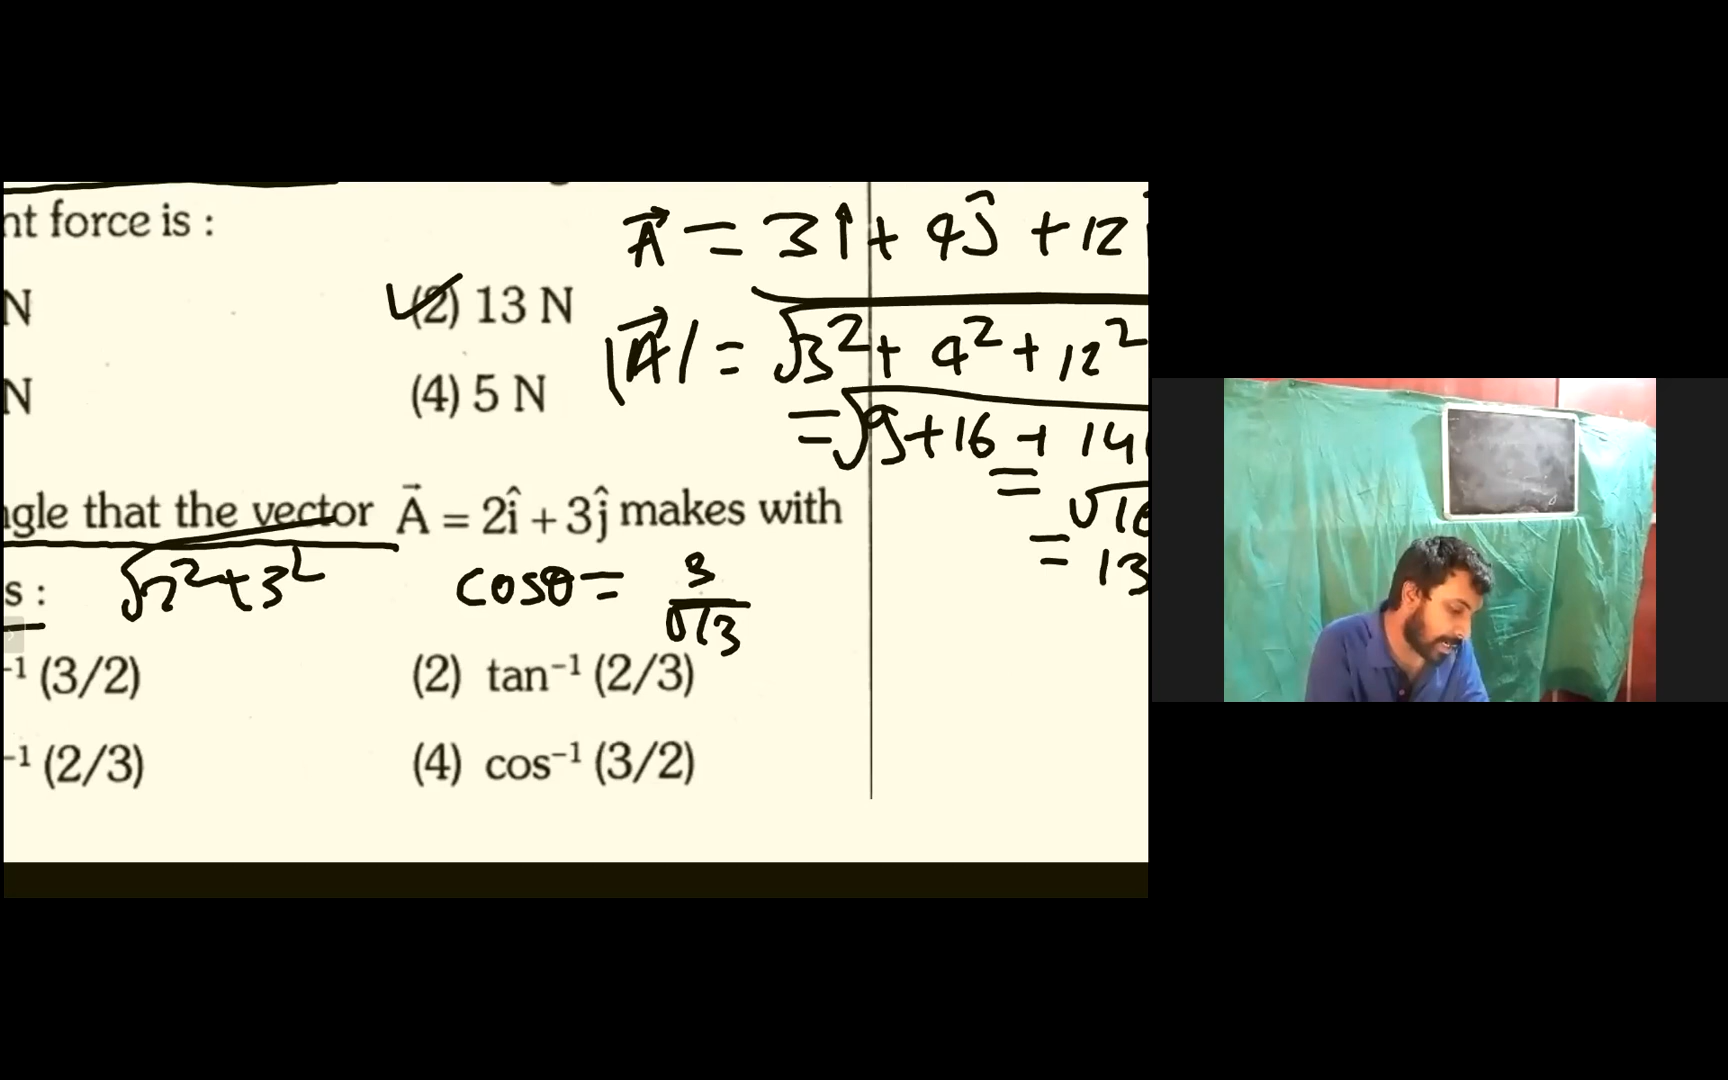 nt force is :
A⃗ = 3î + 4ĵ + 12
N
(2) 13 N
|A⃗| = √3² + 4² + 12²
N
(4) 5 N
= √9 + 16 + 14
= √16
= 13
ngle that the vector A⃗ = 2î + 3ĵ makes with
s :
√2² + 3²
cosθ = 3/√13
⁻¹ (3/2)
(2) tan⁻¹ (2/3)
⁻¹ (2/3)
(4) cos⁻¹ (3/2)